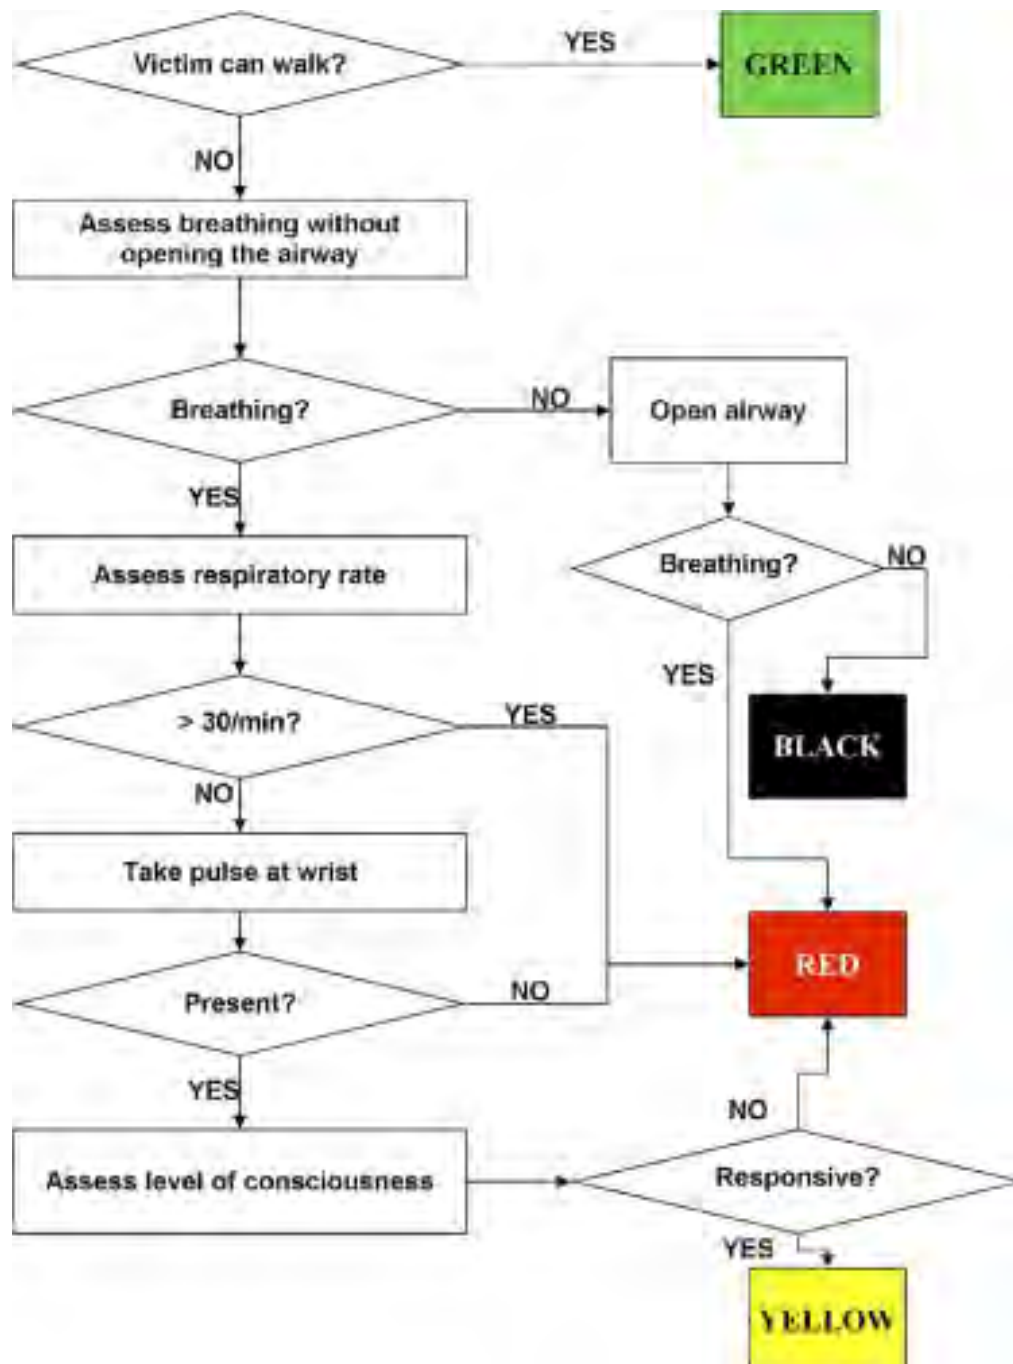 Victim can walk?
YES
GREEN
NO
Assess breathing without
opening the airway
Breathing?
NO
Open airway
YES
Assess respiratory rate
Breathing?
NO
YES
BLACK
> 30/min?
YES
NO
Take pulse at wrist
RED
Present?
NO
YES
Assess level of consciousness
NO
Responsive?
YES
YELLOW